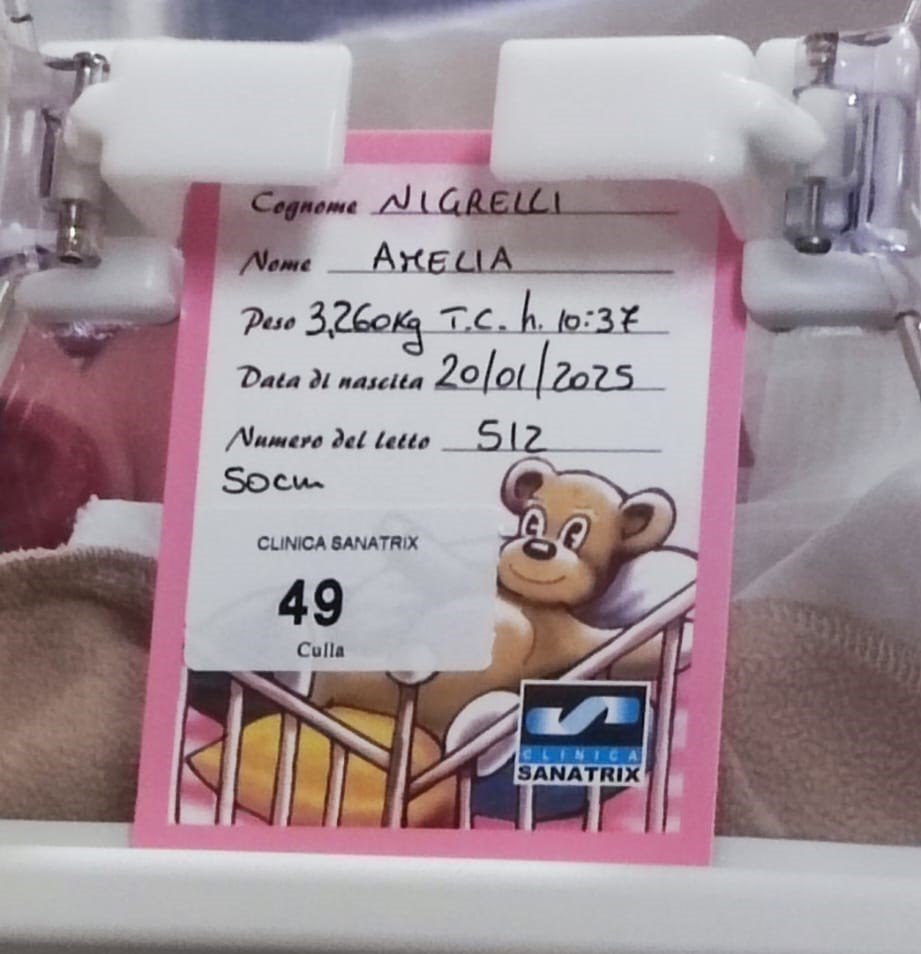 Cognome NIGRELLI
Nome AMELIA
Peso 3,260Kg T.C. h. 10:37
Data di nascita 20/01/2025
Numero del letto 512
50cm
CLINICA SANATRIX
49
Culla
CLINICA
SANATRIX